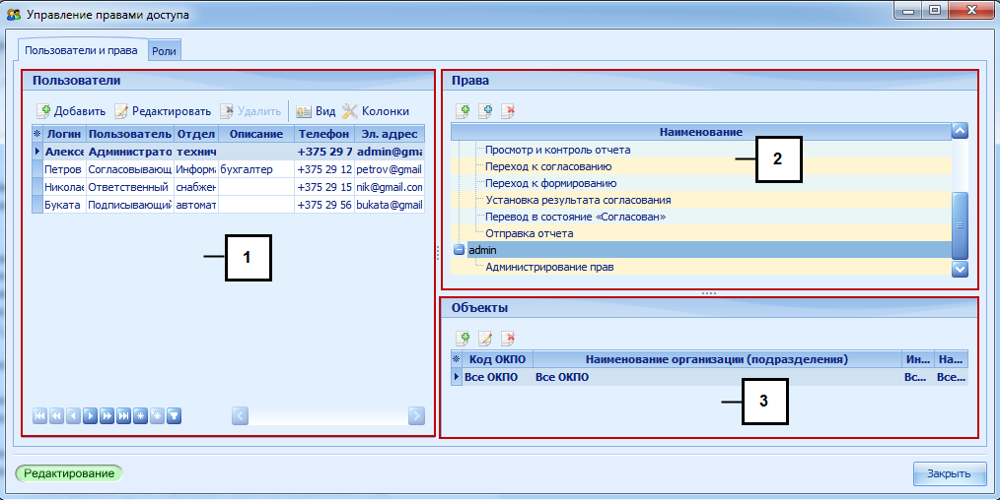 Управление правами доступа
Пользователи и права Роли
Пользователи
Добавить Редактировать Удалить Вид Колонки
Логин Пользователь Отдел Описание Телефон Эл. адрес
Алексе Администрато технич +375 29 7 admin@gma
Петров Согласовывающ Информа бухгалтер +375 29 12 petrov@gmail
Николае Ответственный снабжен +375 29 15 nik@gmail.com
Буката Подписывающий автомат +375 29 56 bukata@gmail
1
Права
Наименование
Просмотр и контроль отчета
Переход к согласованию
Переход к формированию
Установка результата согласования
Перевод в состояние «Согласован»
Отправка отчета
admin
Администрирование прав
2
Объекты
Код ОКПО Наименование организации (подразделения) Ин... На...
Все ОКПО Все ОКПО Вс... Все...
3
Редактирование
Закрыть